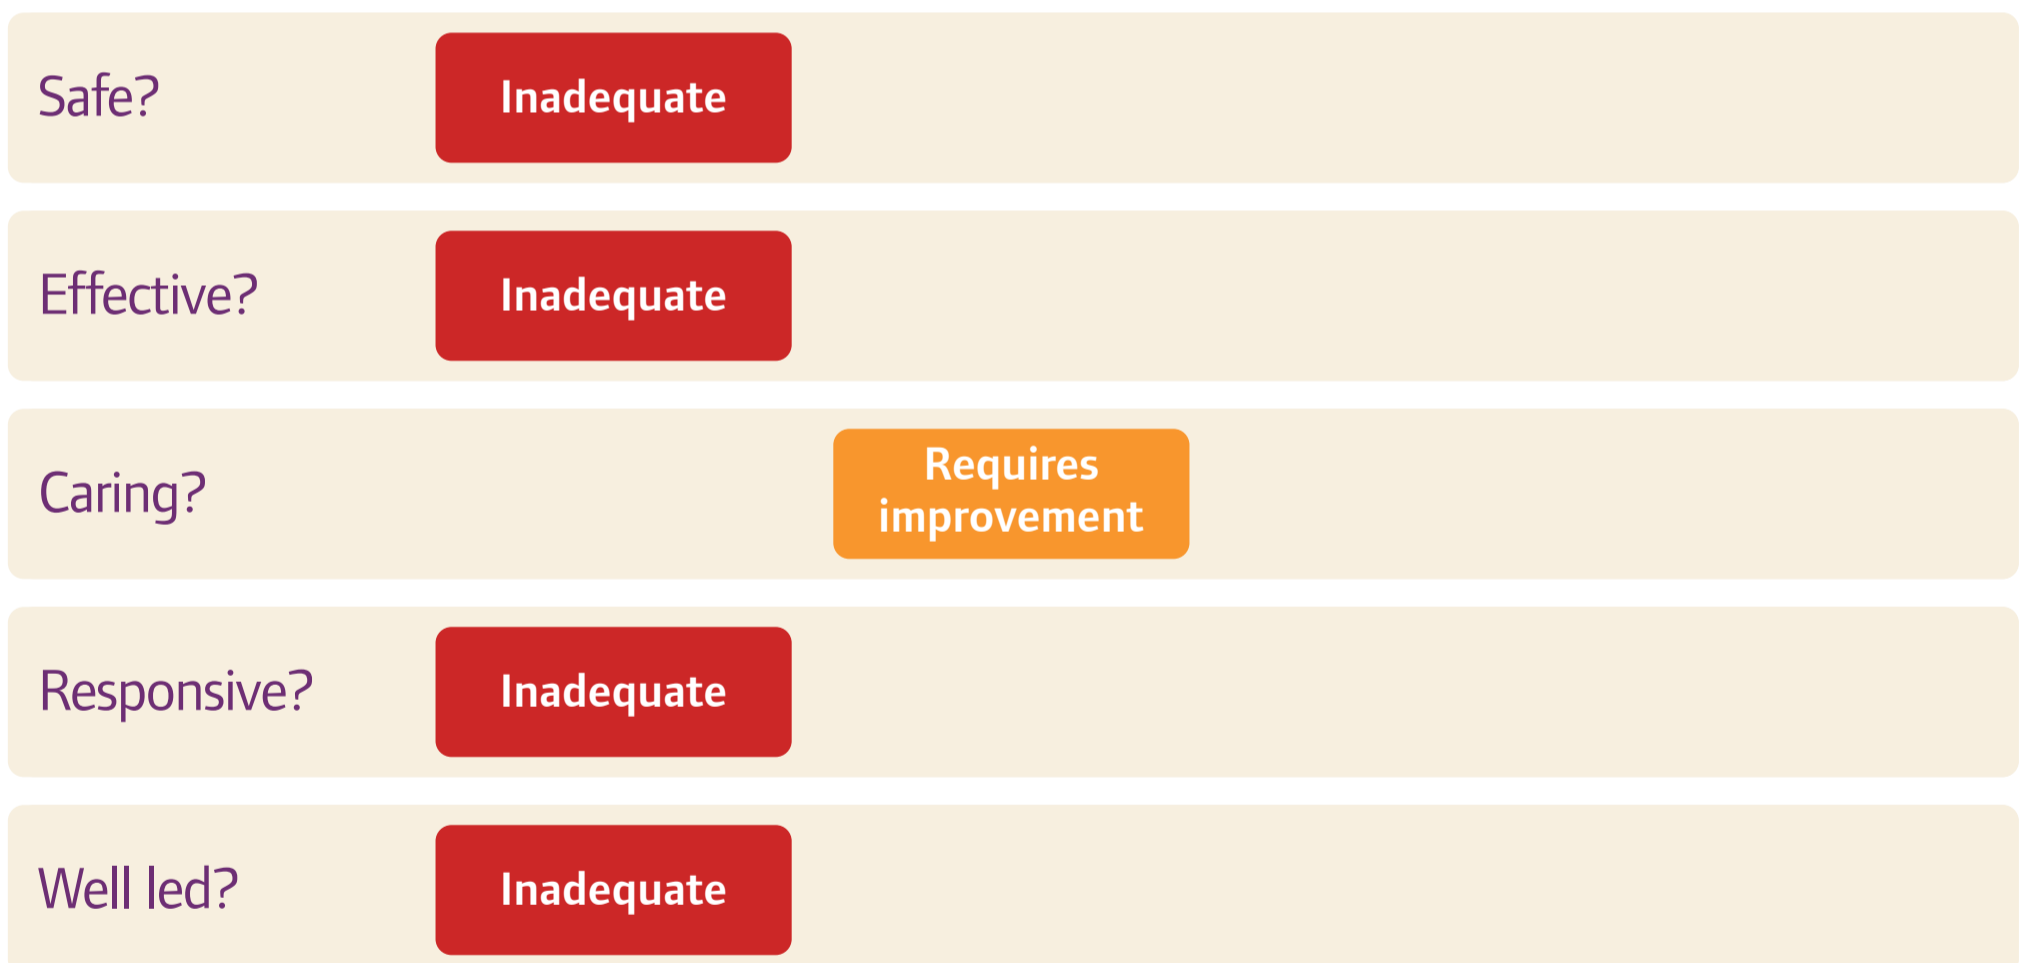 Safe?
Inadequate
Effective?
Inadequate
Caring?
Requires
improvement
Responsive?
Inadequate
Well led?
Inadequate